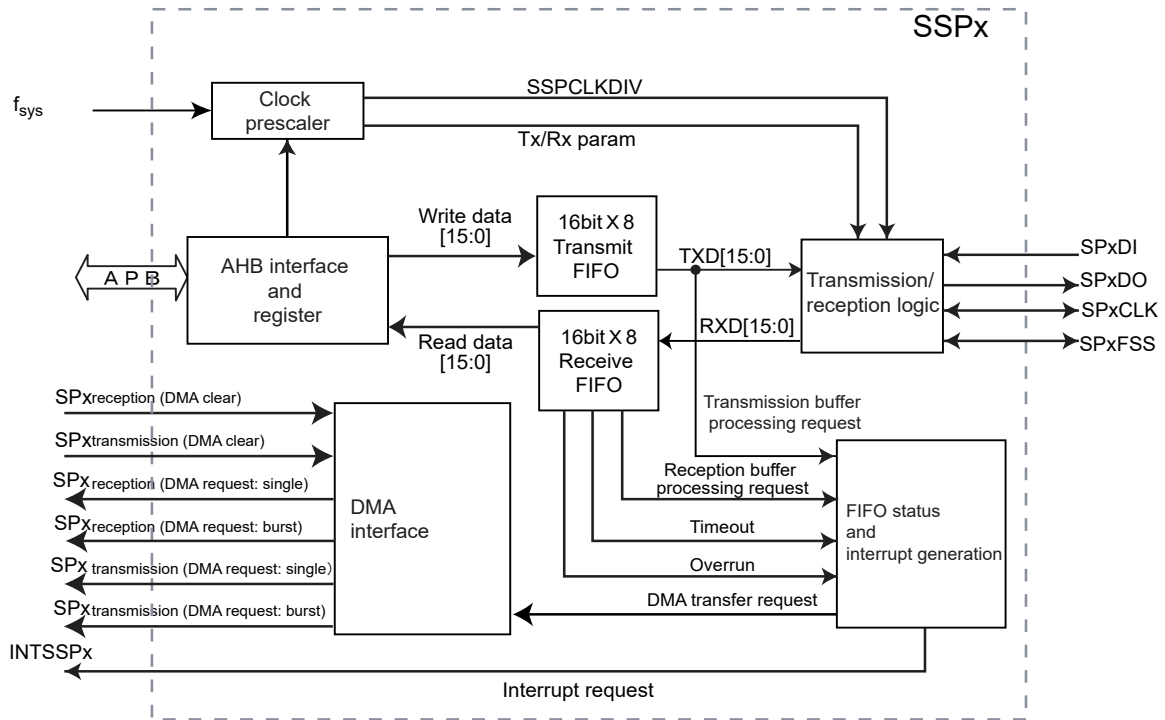 SSPx
SSPCLKDIV
fsys
Clock
prescaler
Tx/Rx param
Write data
[15:0]
16bit X 8
Transmit
FIFO
TXD[15:0]
SPxDI
SPxDO
SPxCLK
SPxFSS
A P B
AHB interface
and
register
Transmission/
reception logic
RXD[15:0]
Read data
[15:0]
16bit X 8
Receive
FIFO
SPxreception (DMA clear)
SPxtransmission (DMA clear)
SPx reception (DMA request: single)
SPxreception (DMA request: burst)
SPx transmission (DMA request: single)
SPxtransmission (DMA request: burst)
INTSSPx
DMA
interface
Transmission buffer
processing request
Reception buffer
processing request
Timeout
Overrun
DMA transfer request
FIFO status
and
interrupt generation
Interrupt request